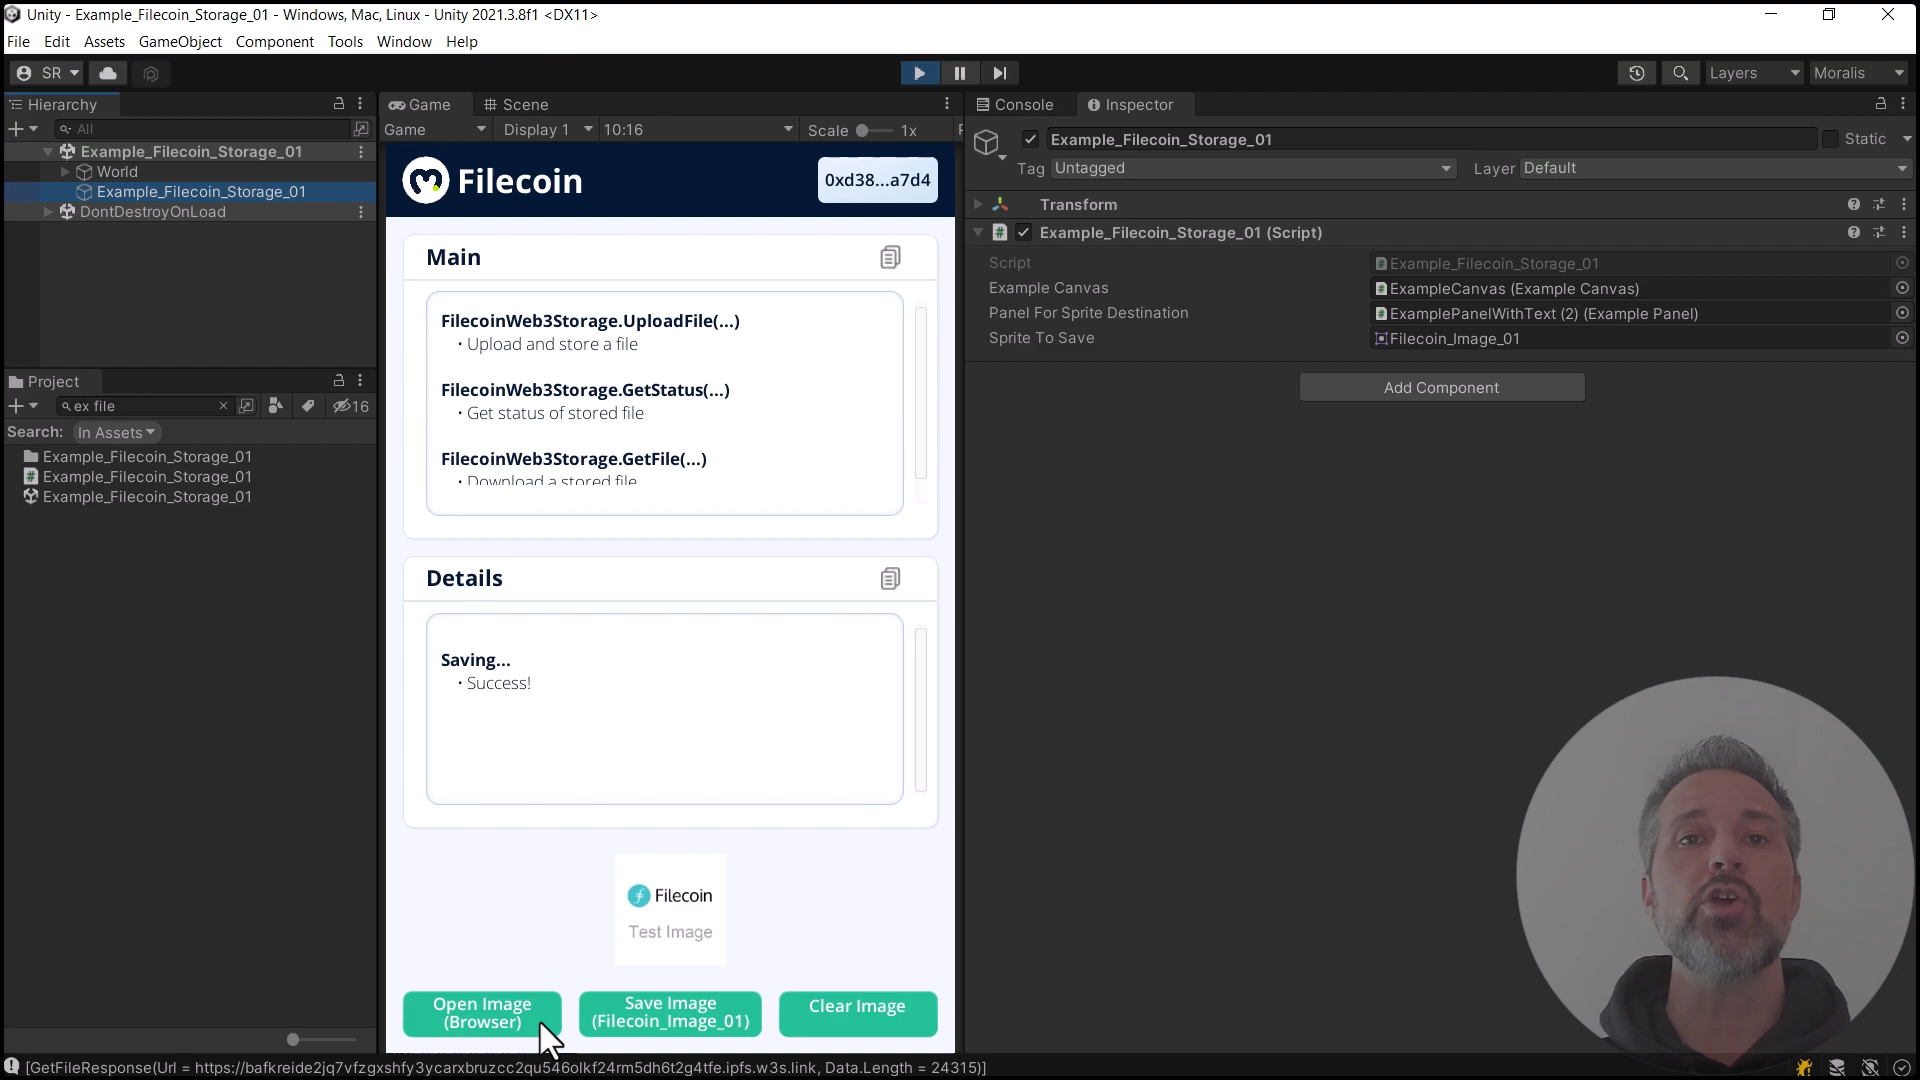 Unity - Example_Filecoin_Storage_01 - Windows, Mac, Linux - Unity 2021.3.8f1 <DX11>
File Edit Assets GameObject Component Tools Window Help
SR Layers Moralis
Hierarchy
All
Example_Filecoin_Storage_01
World
Example_Filecoin_Storage_01
DontDestroyOnLoad
Project
ex file 16
Search: In Assets
Example_Filecoin_Storage_01
Example_Filecoin_Storage_01
Example_Filecoin_Storage_01
Game Scene
Game Display 1 10:16 Scale 1x
Filecoin 0xd38...a7d4
Main
FilecoinWeb3Storage.UploadFile(...)
• Upload and store a file
FilecoinWeb3Storage.GetStatus(...)
• Get status of stored file
FilecoinWeb3Storage.GetFile(...)
• Download a stored file
Details
Saving...
• Success!
Filecoin
Test Image
Open Image
(Browser)
Save Image
(Filecoin_Image_01)
Clear Image
Console Inspector
Example_Filecoin_Storage_01 Static
Tag Untagged Layer Default
Transform
Example_Filecoin_Storage_01 (Script)
Script Example_Filecoin_Storage_01
Example Canvas ExampleCanvas (Example Canvas)
Panel For Sprite Destination ExamplePanelWithText (2) (Example Panel)
Sprite To Save Filecoin_Image_01
Add Component
[GetFileResponse(Url = https://bafkreide2jq7vfzgxshfy3ycarxbruzcc2qu546olkf24rm5dh6t2g4tfe.ipfs.w3s.link, Data.Length = 24315)]